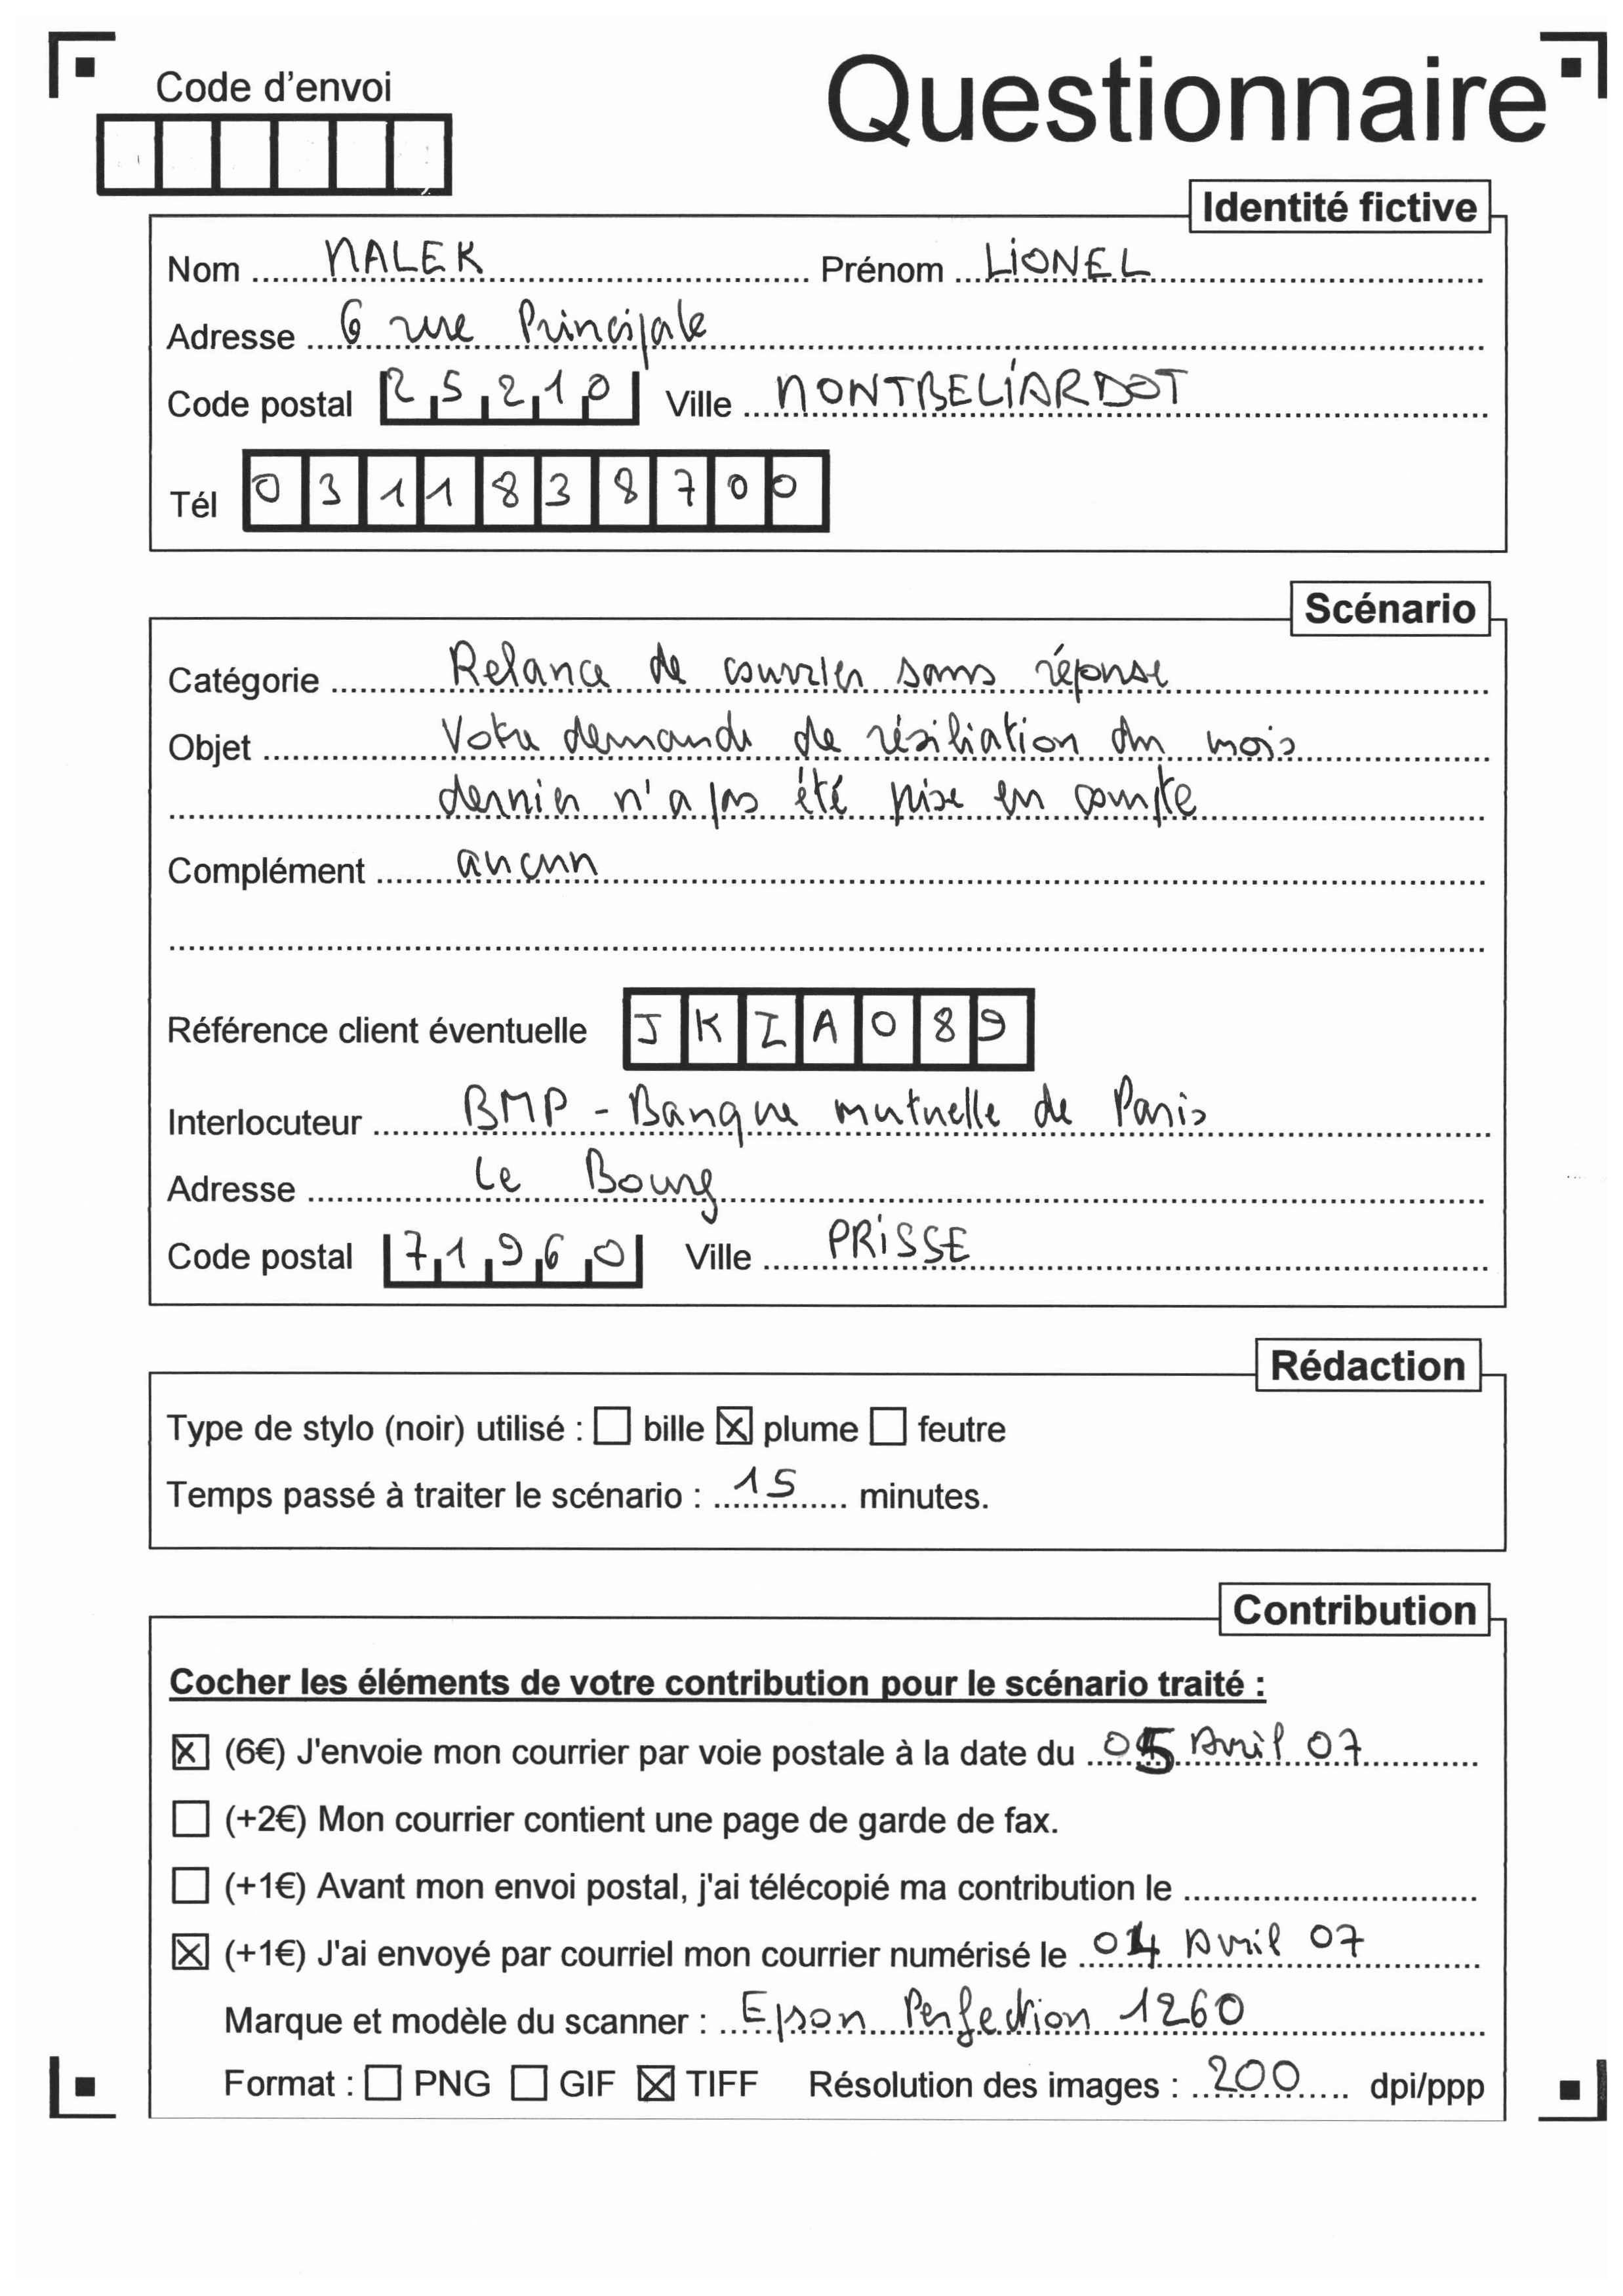 Code d'envoi
Questionnaire
Identité fictive
Nom MALEK Prénom LIONEL
Adresse 6 rue Principale
Code postal 25210 Ville MONTBELIARDOT
Tél 0311838700
Scénario
Catégorie Relance de courrier sans réponse
Objet Votre demande de résiliation du mois
dernier n'a pas été prise en compte
Complément aucun
Référence client éventuelle JKIA089
Interlocuteur BMP - Banque mutuelle de Paris
Adresse Le Bourg
Code postal 71960 Ville PRISSE
Rédaction
Type de stylo (noir) utilisé : ☐ bille ☒ plume ☐ feutre
Temps passé à traiter le scénario : 15 minutes.
Contribution
Cocher les éléments de votre contribution pour le scénario traité :
☒ (6€) J'envoie mon courrier par voie postale à la date du 05 Avril 07
☐ (+2€) Mon courrier contient une page de garde de fax.
☐ (+1€) Avant mon envoi postal, j'ai télécopié ma contribution le
☒ (+1€) J'ai envoyé par courriel mon courrier numérisé le 04 Avril 07
Marque et modèle du scanner : Epson Perfection 1260
Format : ☐ PNG ☐ GIF ☒ TIFF Résolution des images : 200 dpi/ppp